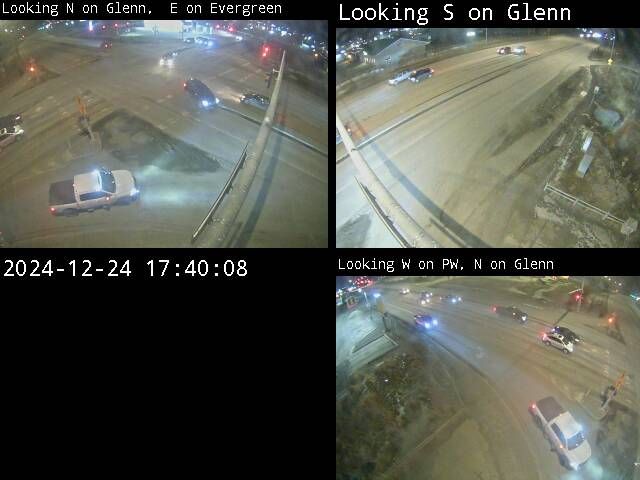 Looking N on Glenn,  E on Evergreen
Looking S on Glenn
2024-12-24 17:40:08
Looking W on PW, N on Glenn